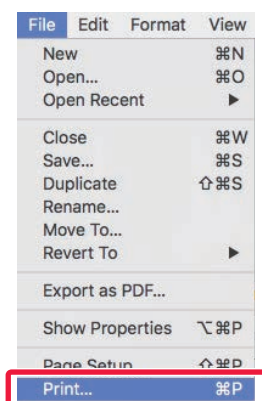 File Edit Format View
New ⌘N
Open... ⌘O
Open Recent ▶
Close ⌘W
Save... ⌘S
Duplicate ⇧⌘S
Rename...
Move To...
Revert To ▶
Export as PDF...
Show Properties ⌥⌘P
Page Setup ⇧⌘P
Print... ⌘P